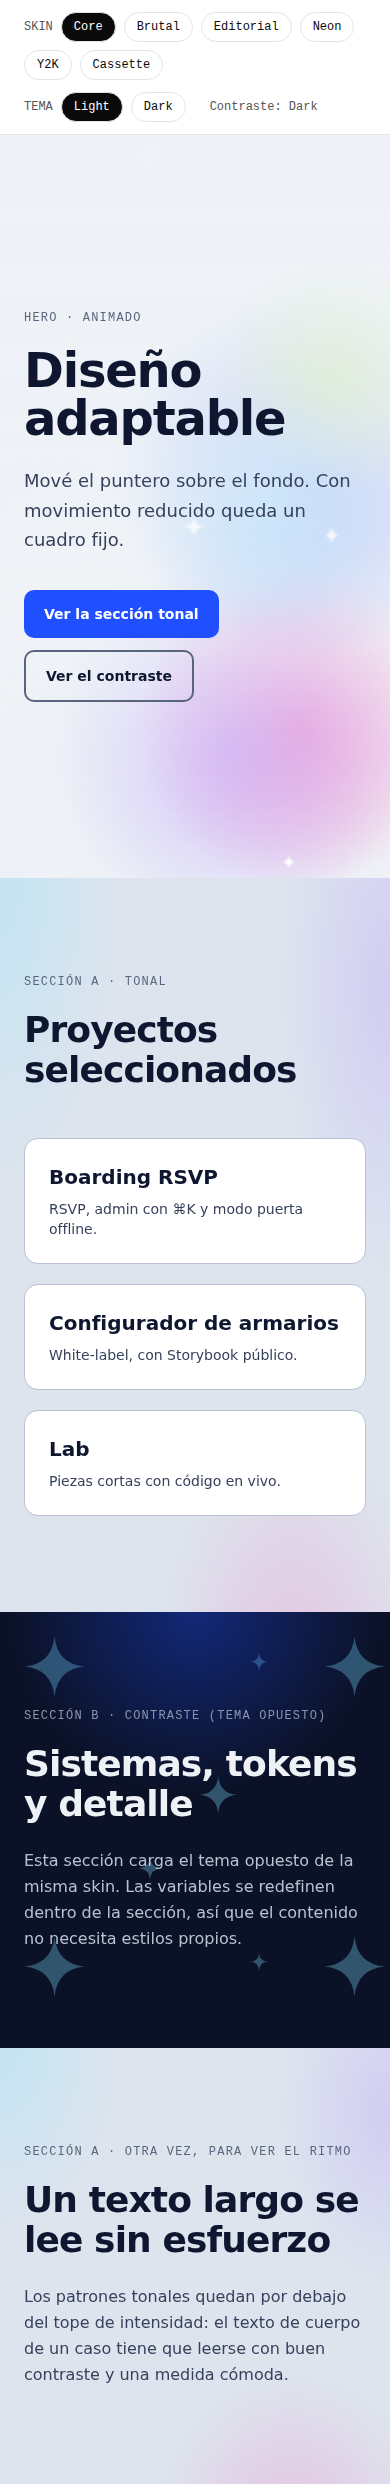 SKIN Core Brutal Editorial Neon
Y2K Cassette
TEMA Light Dark Contraste: Dark
HERO · ANIMADO
Diseño
adaptable
Mové el puntero sobre el fondo. Con
movimiento reducido queda un
cuadro fijo.
Ver la sección tonal
Ver el contraste
SECCIÓN A · TONAL
Proyectos
seleccionados
Boarding RSVP
RSVP, admin con ⌘K y modo puerta
offline.
Configurador de armarios
White-label, con Storybook público.
Lab
Piezas cortas con código en vivo.
SECCIÓN B · CONTRASTE (TEMA OPUESTO)
Sistemas, tokens
y detalle
Esta sección carga el tema opuesto de la
misma skin. Las variables se redefinen
dentro de la sección, así que el contenido
no necesita estilos propios.
SECCIÓN A · OTRA VEZ, PARA VER EL RITMO
Un texto largo se
lee sin esfuerzo
Los patrones tonales quedan por debajo
del tope de intensidad: el texto de cuerpo
de un caso tiene que leerse con buen
contraste y una medida cómoda.